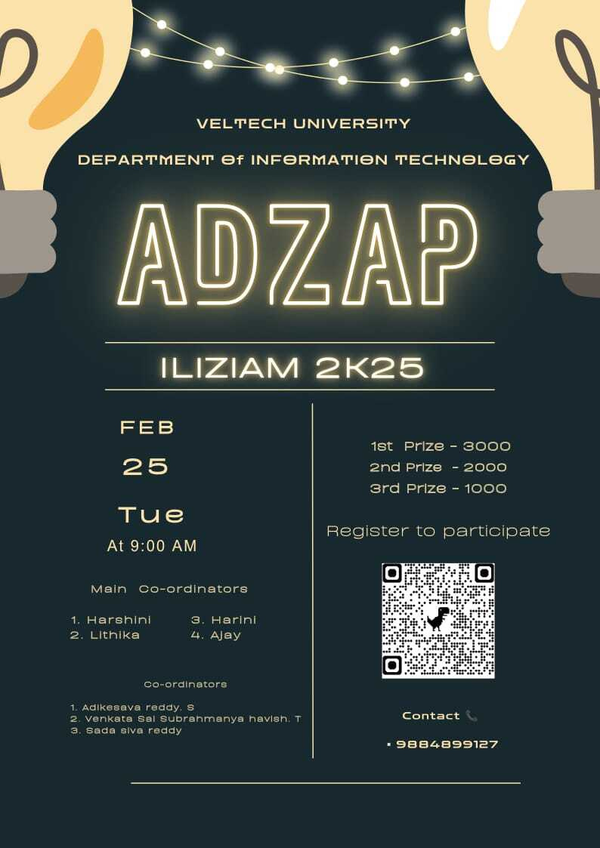 VELTECH UNIVERSITY
DEPARTMENT Of INFORMATION TECHNOLOGY
ADZAP
ILIZIAM 2K25
FEB
25
Tue
At 9:00 AM
Main Co-ordinators
1. Harshini
2. Lithika
3. Harini
4. Ajay
Co-ordinators
1. Adikesava reddy. S
2. Venkata Sai Subrahmanya havish. T
3. Sada siva reddy
1st Prize - 3000
2nd Prize - 2000
3rd Prize - 1000
Register to participate
Contact 📞
• 9884899127